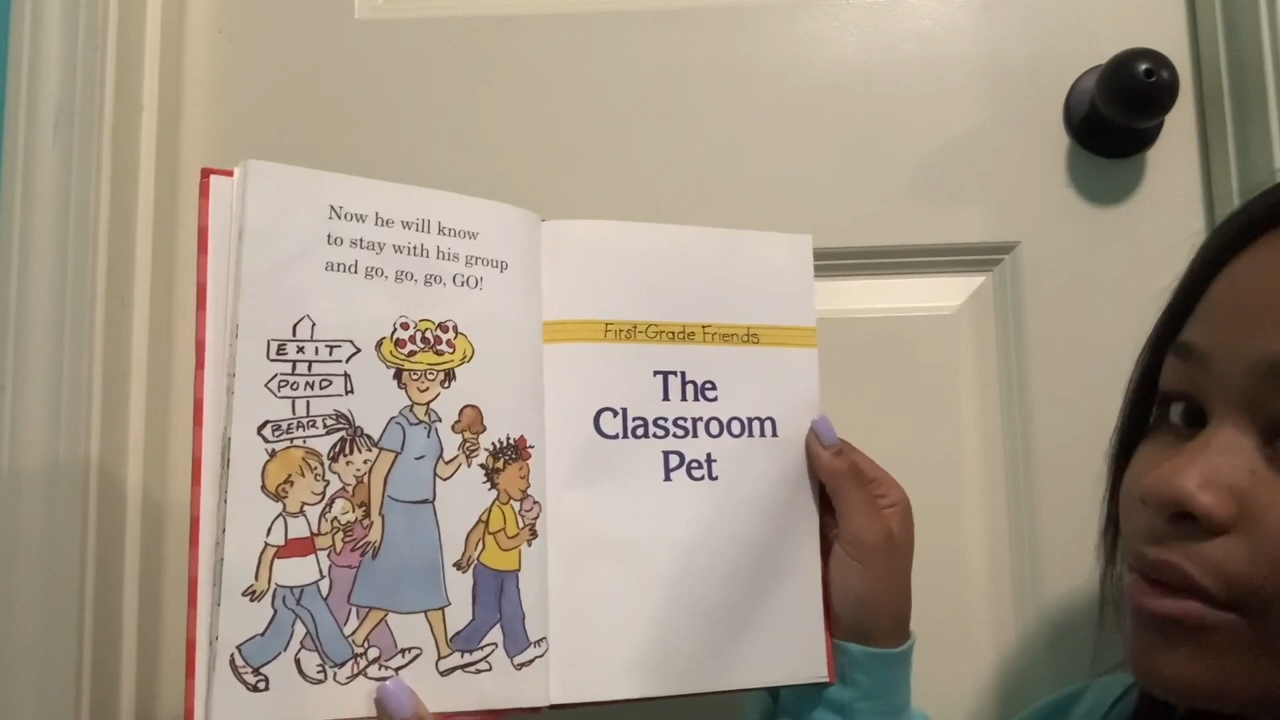 Now he will know
to stay with his group
and go, go, go, GO!
EXIT
POND
BEARS
First-Grade Friends
The
Classroom
Pet